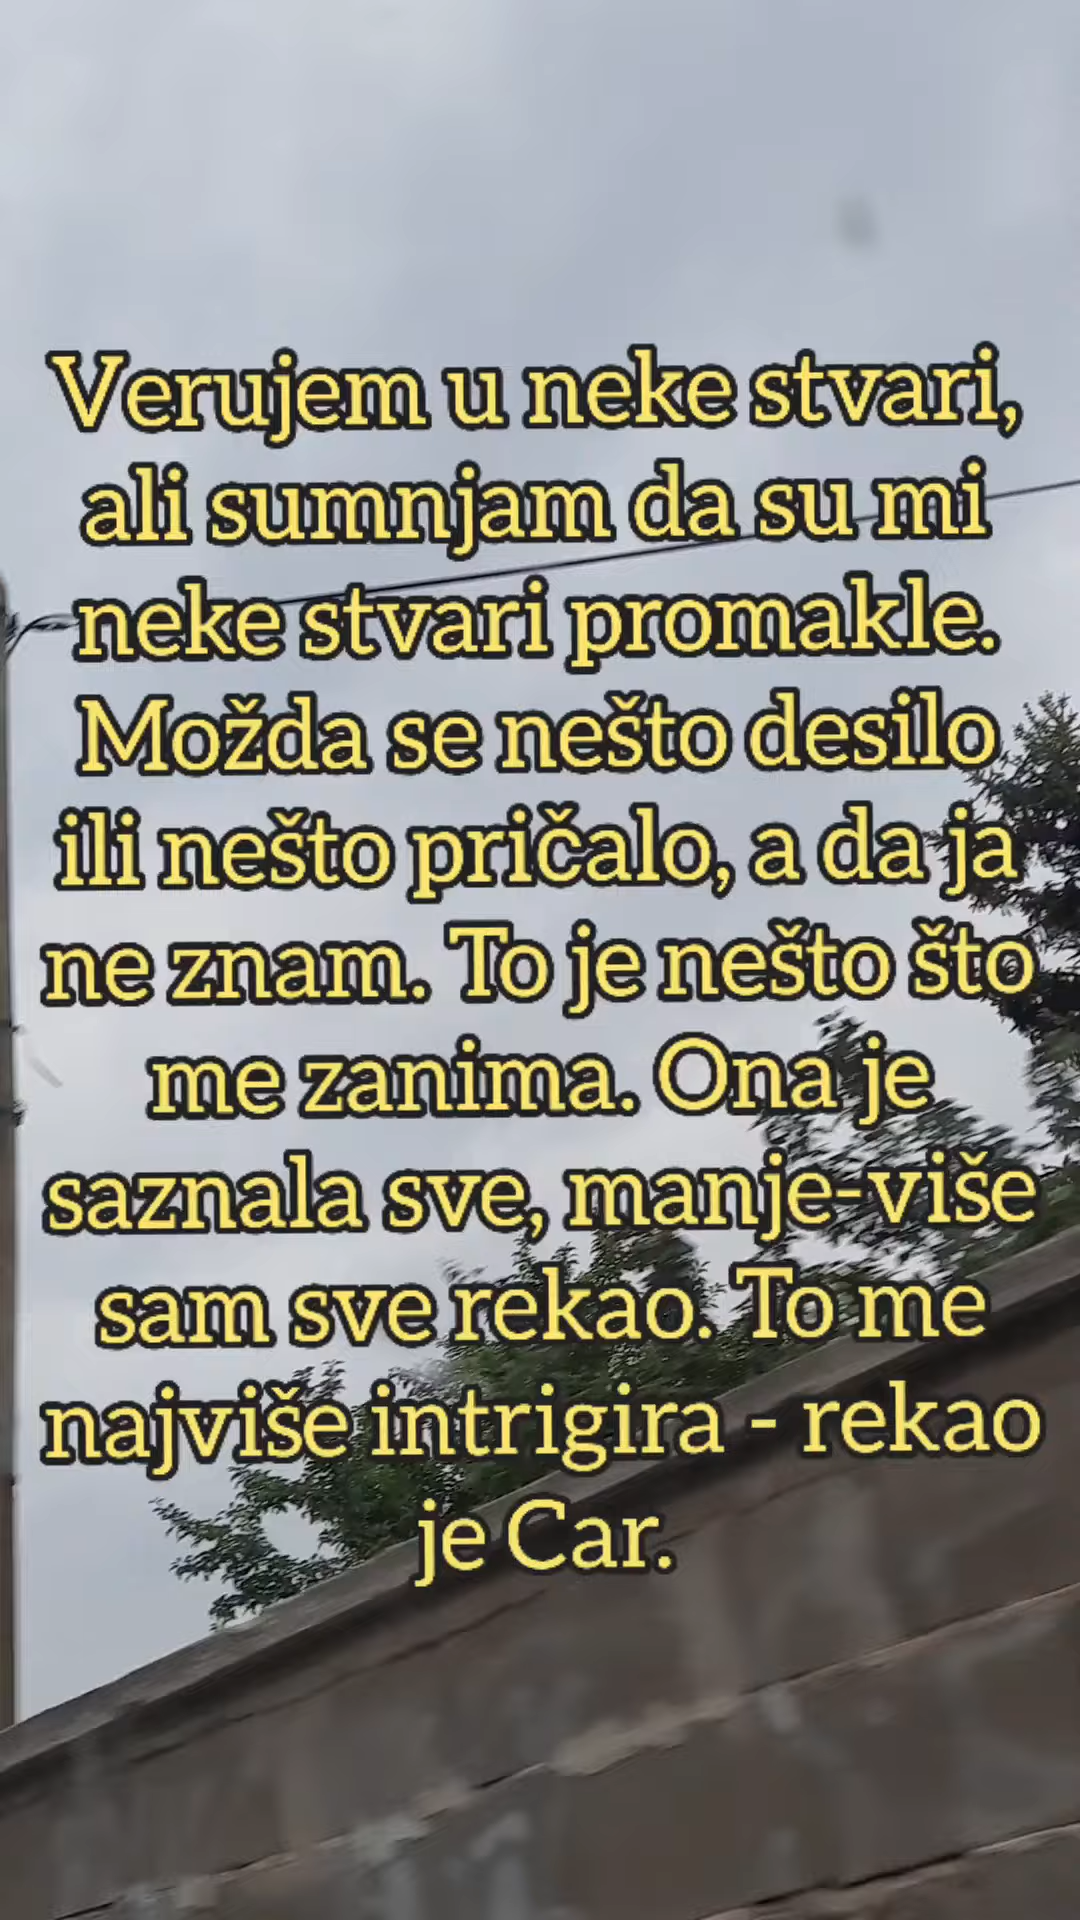 Verujem u neke stvari,
ali sumnjam da su mi
neke stvari promakle.
Možda se nešto desilo
ili nešto pričalo, a da ja
ne znam. To je nešto što
me zanima. Ona je
saznala sve, manje-više
sam sve rekao. To me
najviše intrigira - rekao
je Car.